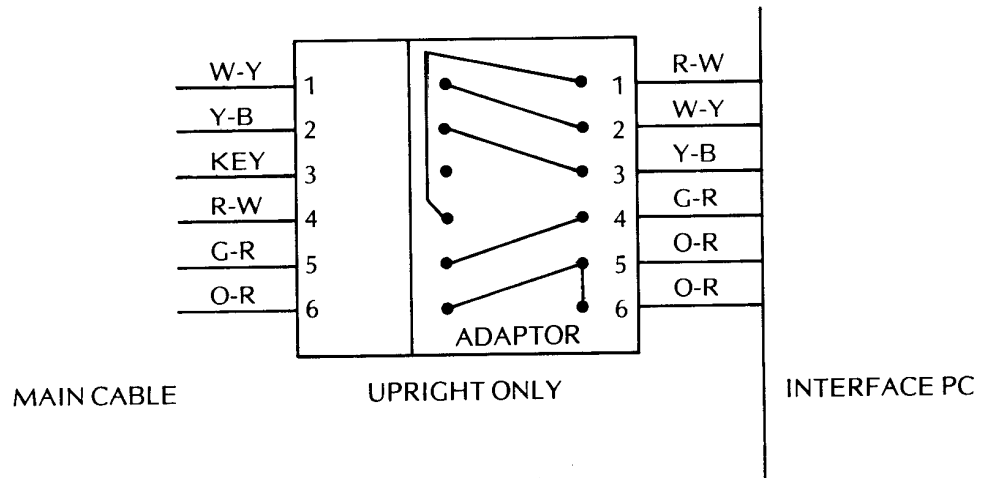 W-Y 1 1 R-W
Y-B 2 2 W-Y
KEY 3 3 Y-B
R-W 4 4 G-R
G-R 5 5 O-R
O-R 6 6 O-R
ADAPTOR
MAIN CABLE UPRIGHT ONLY INTERFACE PC